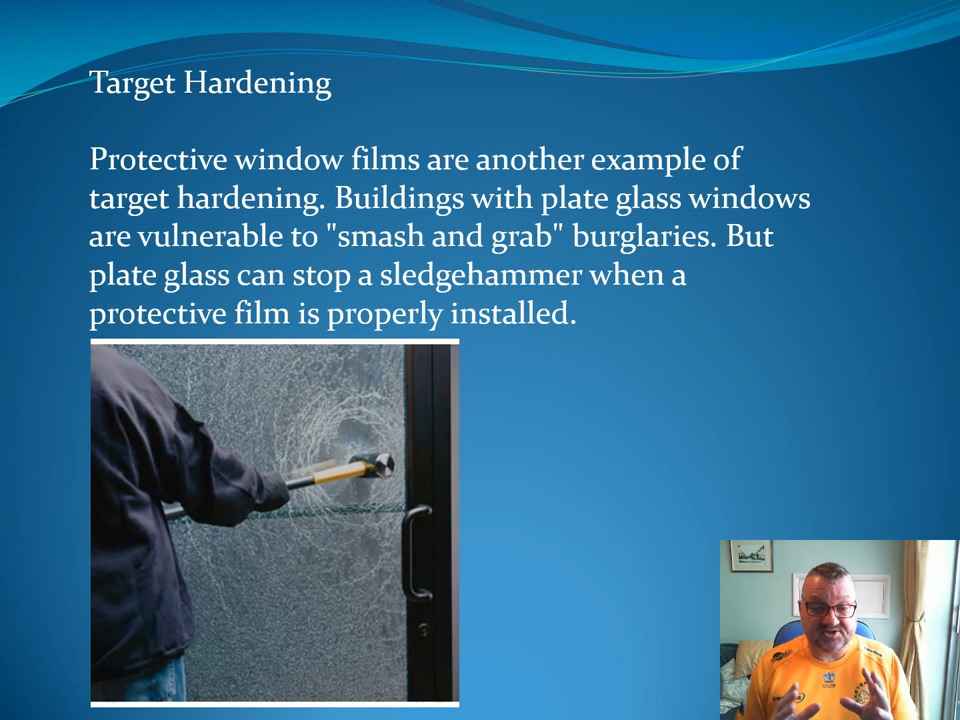 Target Hardening
Protective window films are another example of
target hardening. Buildings with plate glass windows
are vulnerable to "smash and grab" burglaries. But
plate glass can stop a sledgehammer when a
protective film is properly installed.